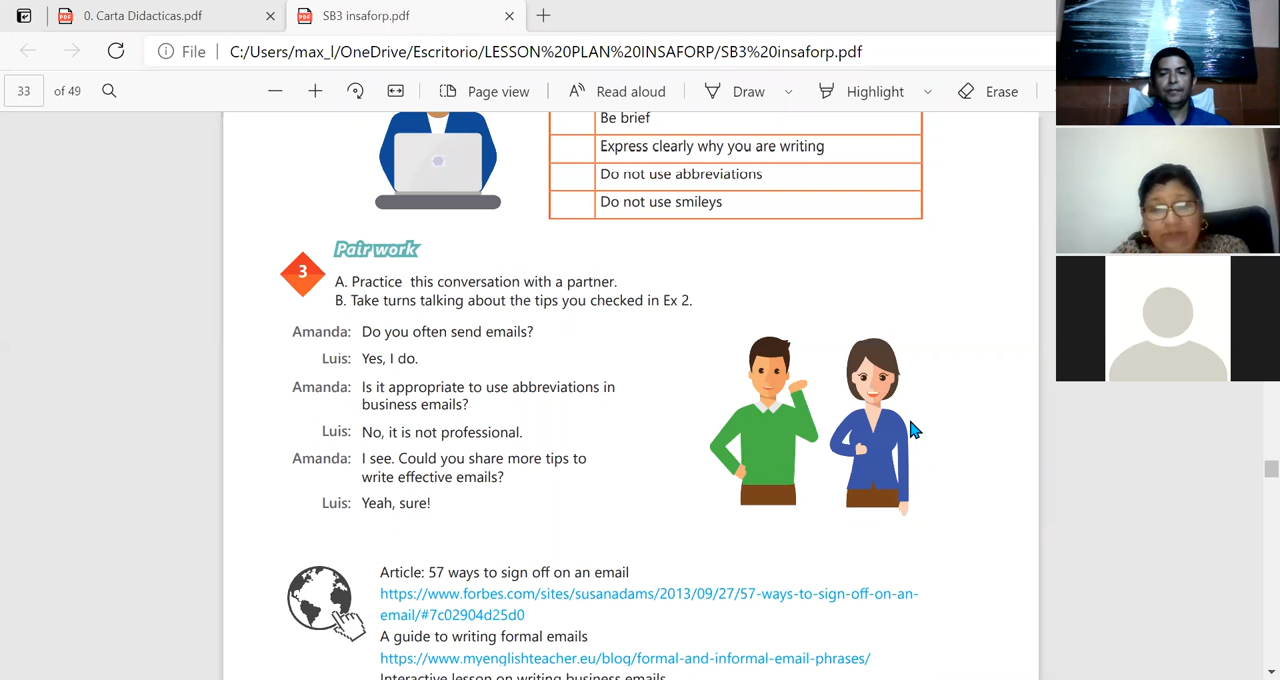 0. Carta Didacticas.pdf
SB3 insaforp.pdf
File C:/Users/max_l/OneDrive/Escritorio/LESSON%20PLAN%20INSAFORP/SB3%20insaforp.pdf
33 of 49 Page view Read aloud Draw Highlight Erase
Be brief
Express clearly why you are writing
Do not use abbreviations
Do not use smileys
Pair work
3
A. Practice this conversation with a partner.
B. Take turns talking about the tips you checked in Ex 2.
Amanda: Do you often send emails?
Luis: Yes, I do.
Amanda: Is it appropriate to use abbreviations in
business emails?
Luis: No, it is not professional.
Amanda: I see. Could you share more tips to
write effective emails?
Luis: Yeah, sure!
Article: 57 ways to sign off on an email
https://www.forbes.com/sites/susanadams/2013/09/27/57-ways-to-sign-off-on-an-
email/#7c02904d25d0
A guide to writing formal emails
https://www.myenglishteacher.eu/blog/formal-and-informal-email-phrases/
Interactive lesson on writing business emails